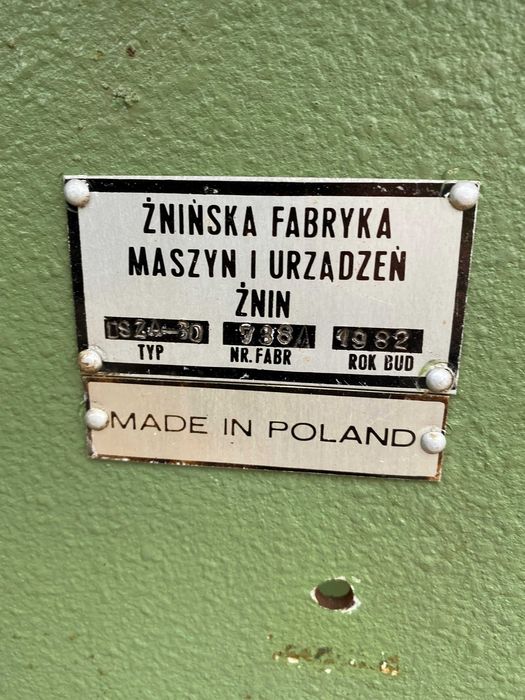 ŻNIŃSKA FABRYKA
MASZYN I URZĄDZEŃ
ŻNIN
1982
TYP NR. FABR ROK BUD
MADE IN POLAND